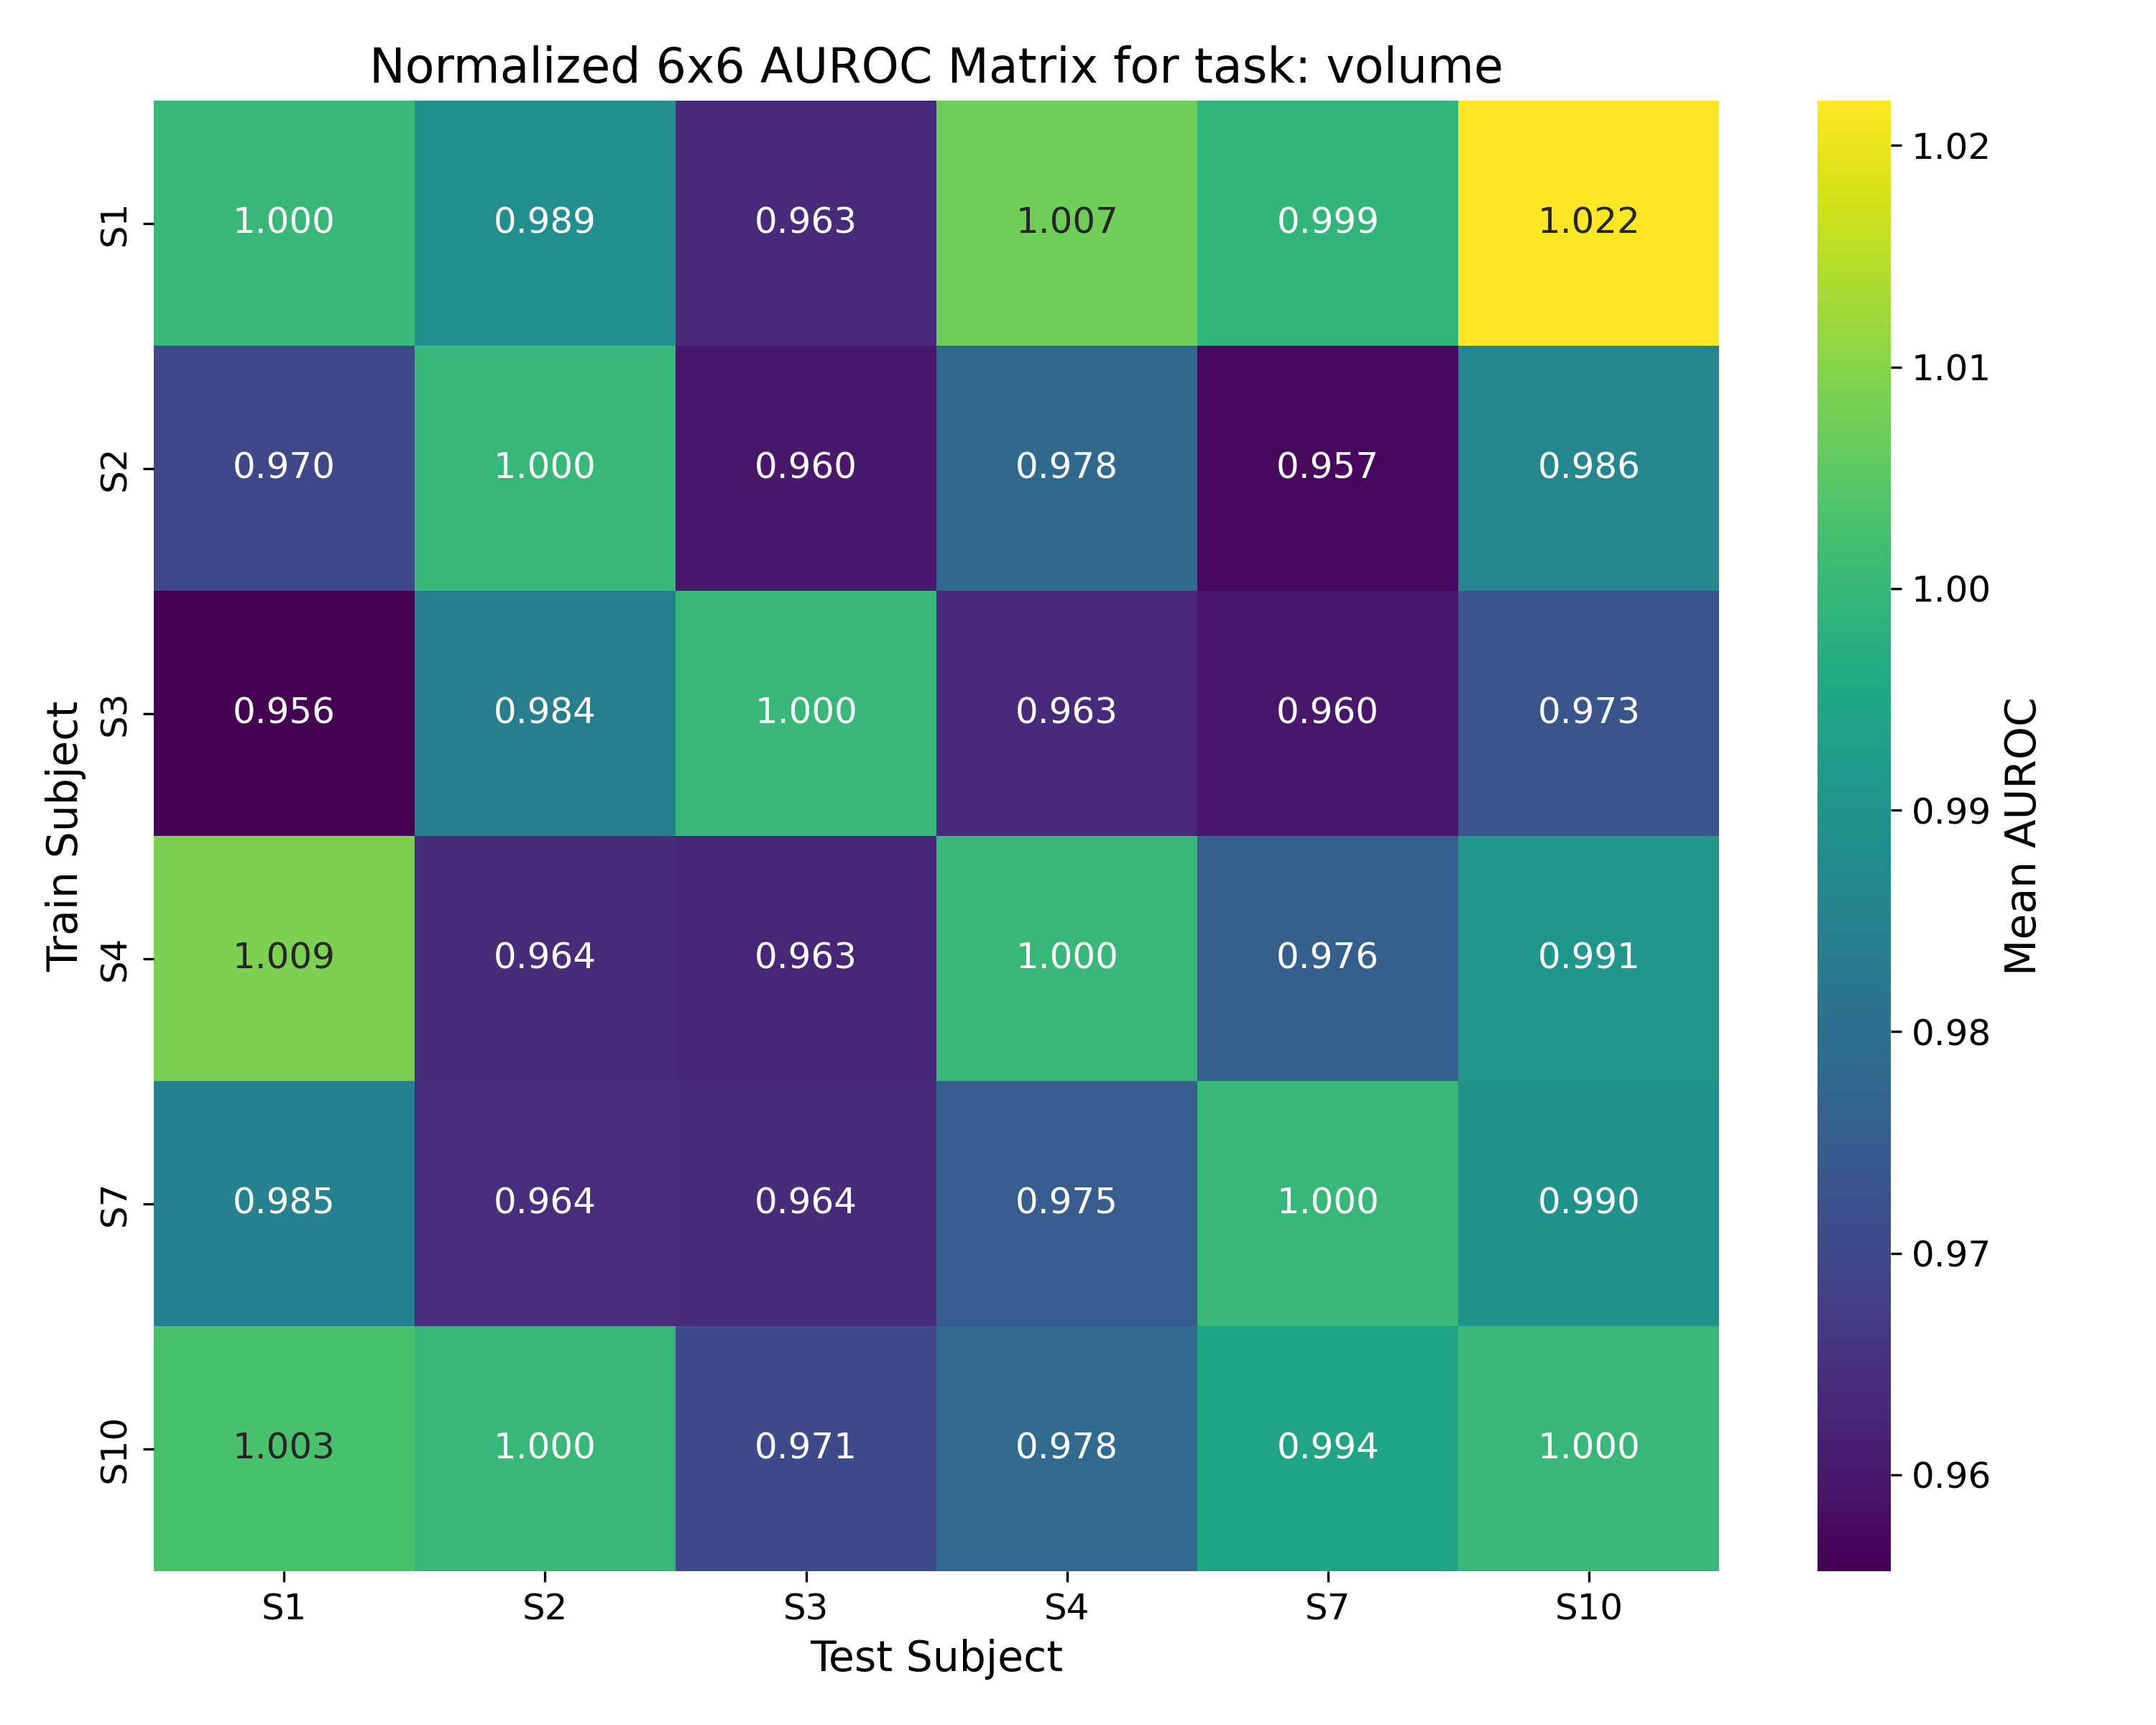 Normalized 6x6 AUROC Matrix for task: volume
S1 1.000 0.989 0.963 1.007 0.999 1.022
S2 0.970 1.000 0.960 0.978 0.957 0.986
S3 0.956 0.984 1.000 0.963 0.960 0.973
S4 1.009 0.964 0.963 1.000 0.976 0.991
S7 0.985 0.964 0.964 0.975 1.000 0.990
S10 1.003 1.000 0.971 0.978 0.994 1.000
S1 S2 S3 S4 S7 S10
Test Subject
Train Subject
1.02
1.01
1.00
0.99
0.98
0.97
0.96
Mean AUROC